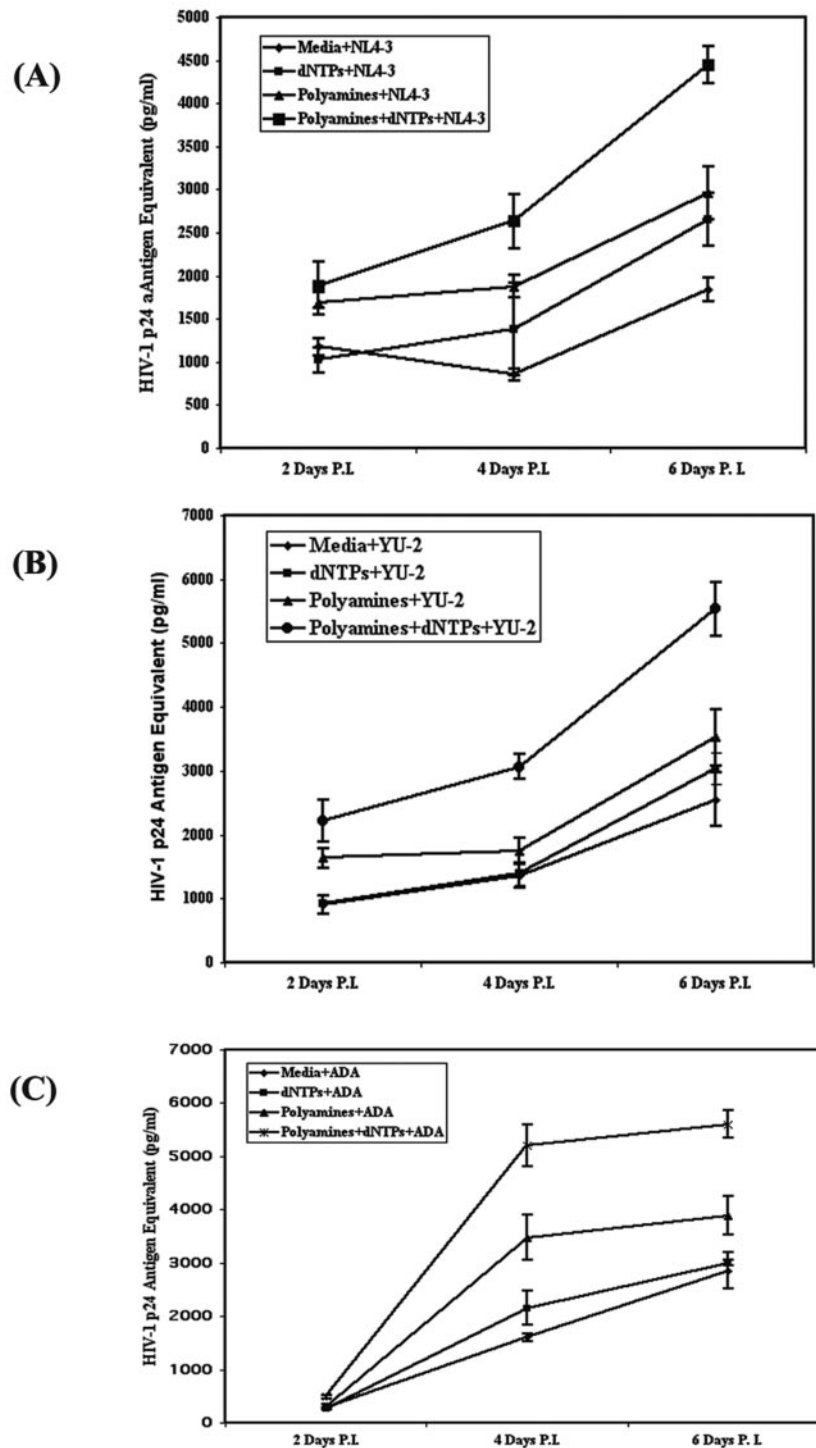 (A)
HIV-1 p24 aAntigen Equivalent (pg/ml)
5000
4500
4000
3500
3000
2500
2000
1500
1000
500
0
Media+NL4-3
dNTPs+NL4-3
Polyamines+NL4-3
Polyamines+dNTPs+NL4-3
2 Days P.I.
4 Days P.I.
6 Days P. I.
(B)
HIV-1 p24 Antigen Equivalent (pg/ml)
7000
6000
5000
4000
3000
2000
1000
0
Media+YU-2
dNTPs+YU-2
Polyamines+YU-2
Polyamines+dNTPs+YU-2
2 Days P.I.
4 Days P.I.
6 Days P.I.
(C)
HIV-1 p24 Antigen Equivalent (pg/ml)
7000
6000
5000
4000
3000
2000
1000
0
Media+ADA
dNTPs+ADA
Polyamines+ADA
Polyamines+dNTPs+ADA
2 Days P.I.
4 Days P.I.
6 Days P. I.